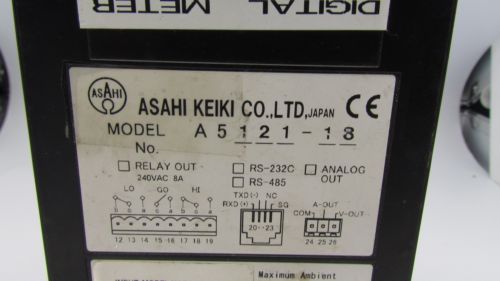 DIGITAL METER
ASAHI
ASAHI KEIKI CO.,LTD,JAPAN CE
MODEL A5121-13
No.
RELAY OUT
240VAC 8A
RS-232C
RS-485
ANALOG OUT
LO GO HI
b c a a c b c a
12 13 14 15 16 17 18 19
TXD(-) NC
RXD(+) SG
20··23
A-OUT
COM V-OUT
24 25 26
Maximum Ambient